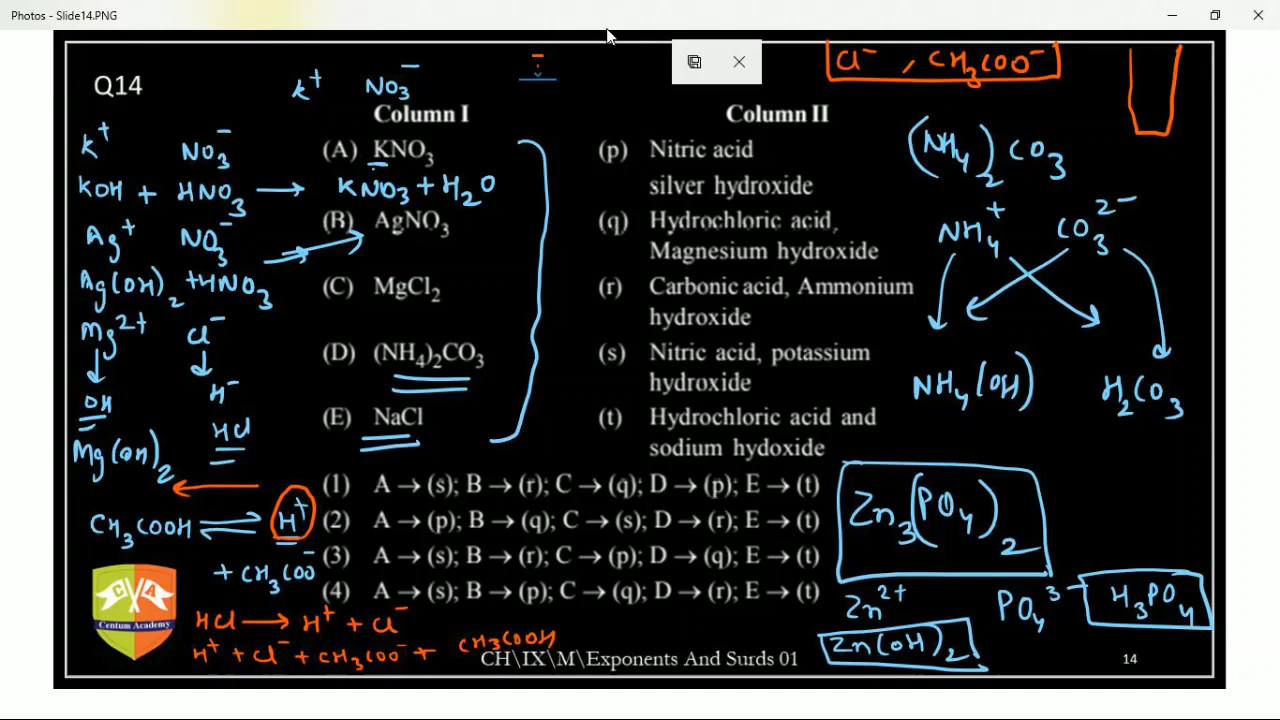 Photos - Slide14.PNG
Cl⁻ , CH₃COO⁻
Q14
K⁺ NO₃⁻
Column I Column II
K⁺ NO₃⁻
(A) KNO₃ (p) Nitric acid
silver hydroxide
(NH₄)₂CO₃
KOH + HNO₃ → KNO₃ + H₂O
(B) AgNO₃ (q) Hydrochloric acid,
Magnesium hydroxide
Ag⁺ NO₃⁻
NH₄⁺ CO₃²⁻
Ag(OH)₂ + HNO₃
(C) MgCl₂ (r) Carbonic acid, Ammonium
hydroxide
Mg²⁺ Cl⁻
(D) (NH₄)₂CO₃ (s) Nitric acid, potassium
hydroxide
OH H⁻
NH₄(OH) H₂CO₃
(E) NaCl (t) Hydrochloric acid and
sodium hydoxide
Mg(OH)₂ HCl
(1) A → (s); B → (r); C → (q); D → (p); E → (t)
(2) A → (p); B → (q); C → (s); D → (r); E → (t)
(3) A → (s); B → (r); C → (p); D → (q); E → (t)
(4) A → (s); B → (p); C → (q); D → (r); E → (t)
CH₃COOH ⇌ H⁺
+ CH₃COO⁻
Zn₃(PO₄)₂
Zn²⁺ PO₄³⁻ H₃PO₄
Zn(OH)₂
C A
Centum Academy
HCl → H⁺ + Cl⁻
H⁺ + Cl⁻ + CH₃COO⁻ + CH₃COOH
CH\IX\M\Exponents And Surds 01
14